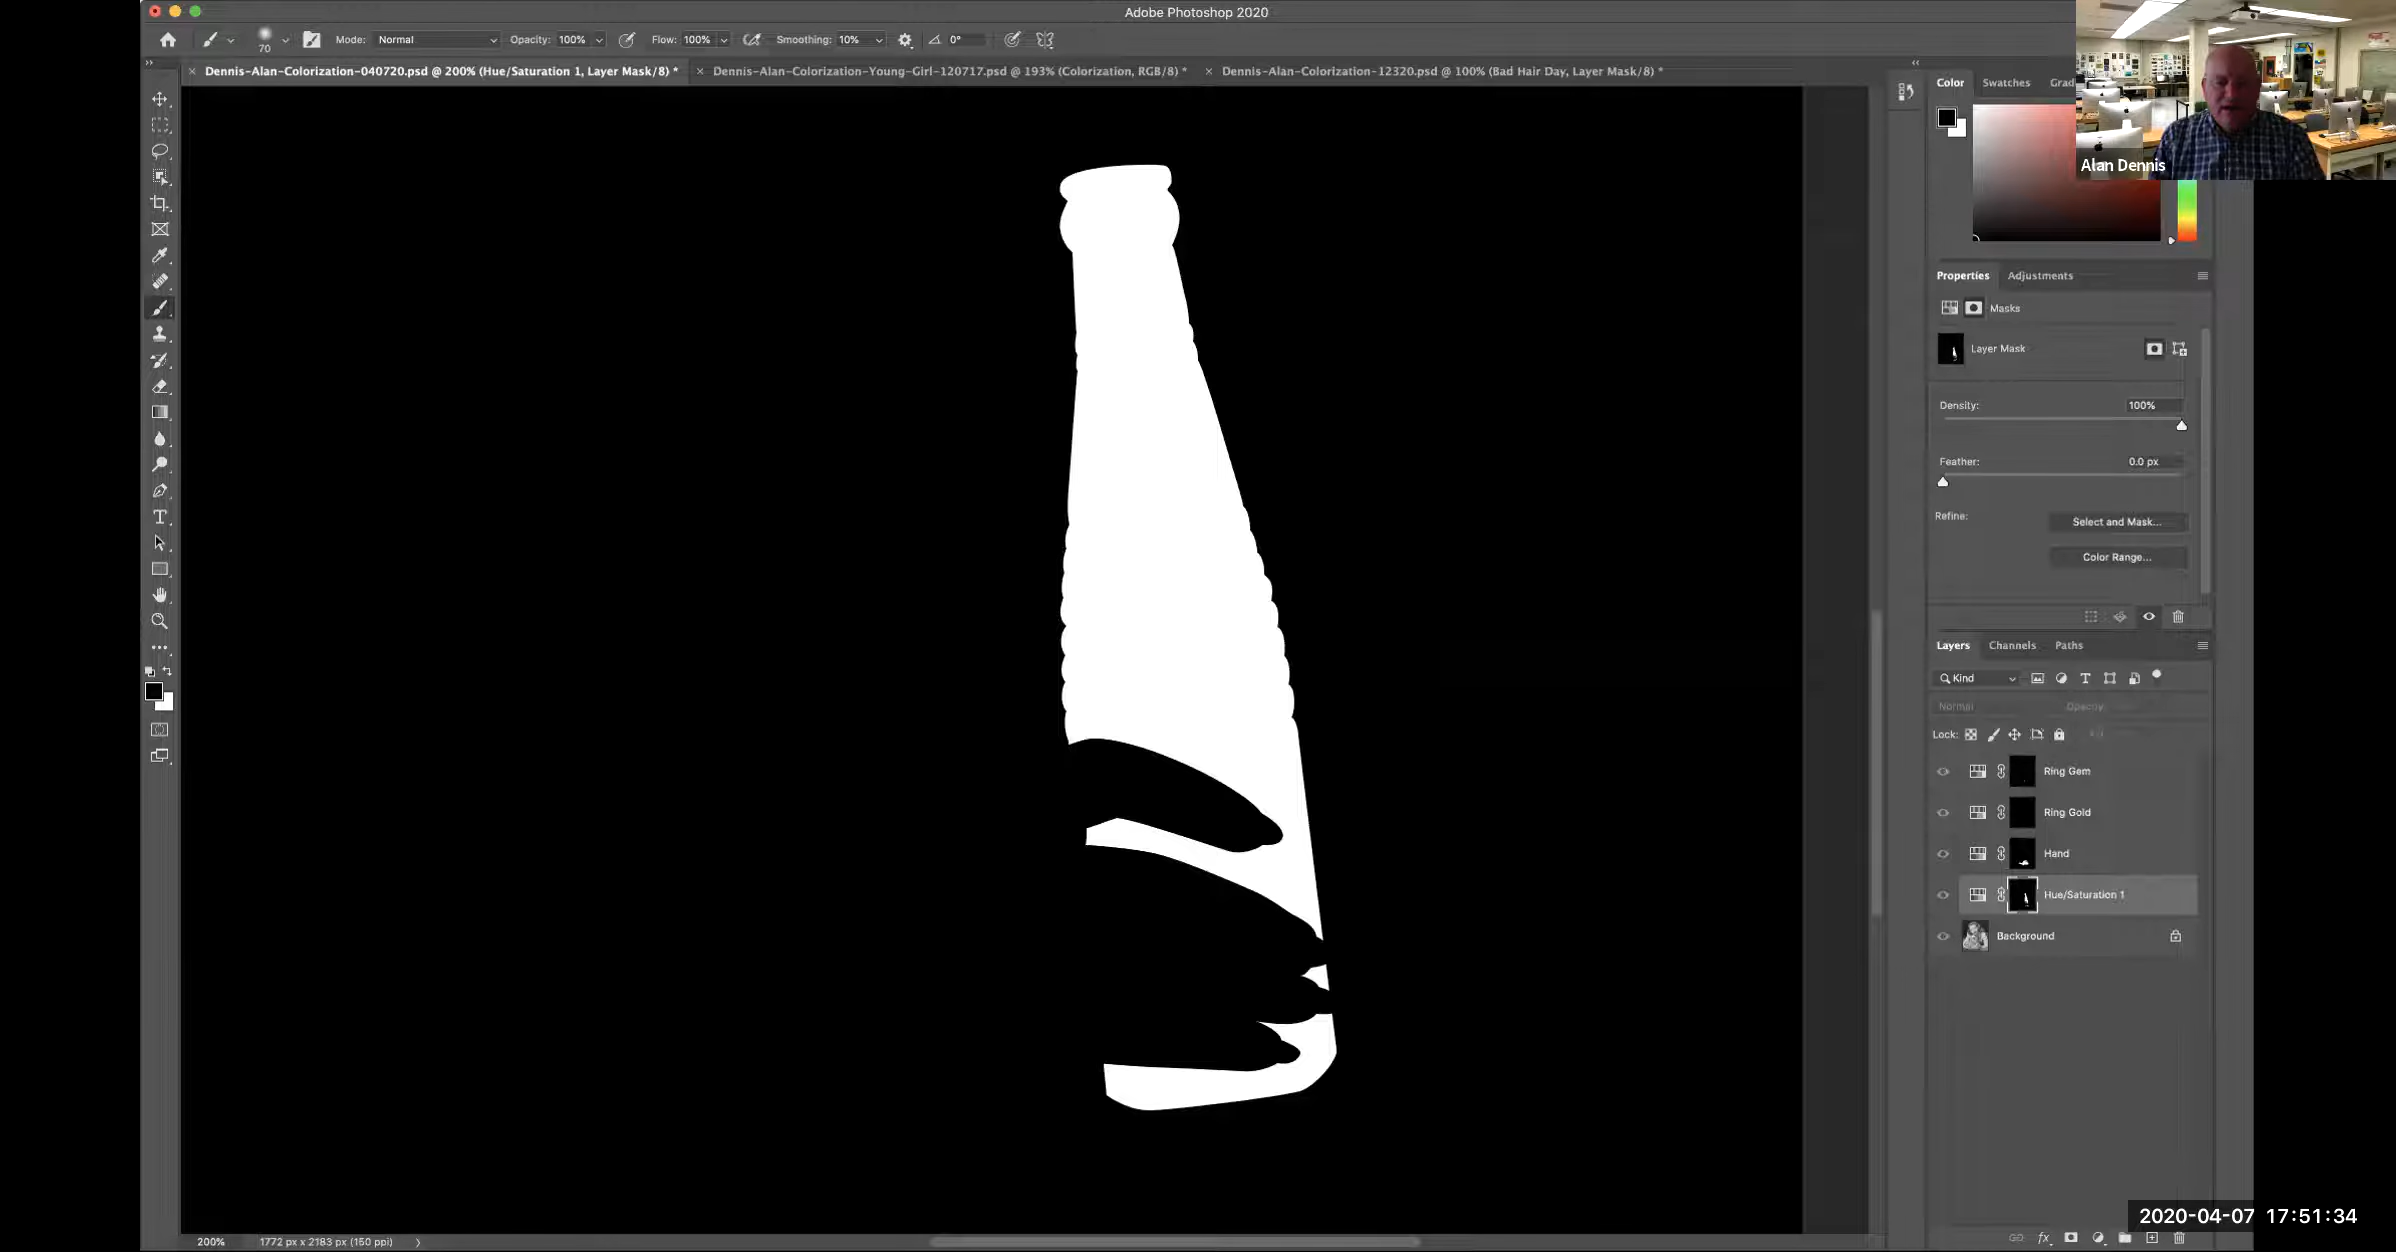 Adobe Photoshop 2020
70
Mode: Normal
Opacity: 100%
Flow: 100%
Smoothing: 10%
0°
Dennis-Alan-Colorization-040720.psd @ 200% (Hue/Saturation 1, Layer Mask/8) *
Dennis-Alan-Colorization-Young-Girl-120717.psd @ 193% (Colorization, RGB/8) *
Dennis-Alan-Colorization-12320.psd @ 100% (Bad Hair Day, Layer Mask/8) *
Color
Swatches
Grad
Alan Dennis
Properties
Adjustments
Masks
Layer Mask
Density:
100%
Feather:
0.0 px
Refine:
Select and Mask...
Color Range...
Layers
Channels
Paths
Kind
Normal
Opacity:
Lock:
Ring Gem
Ring Gold
Hand
Hue/Saturation 1
Background
2020-04-07 17:51:34
200%
1772 px x 2183 px (150 ppi)
fx